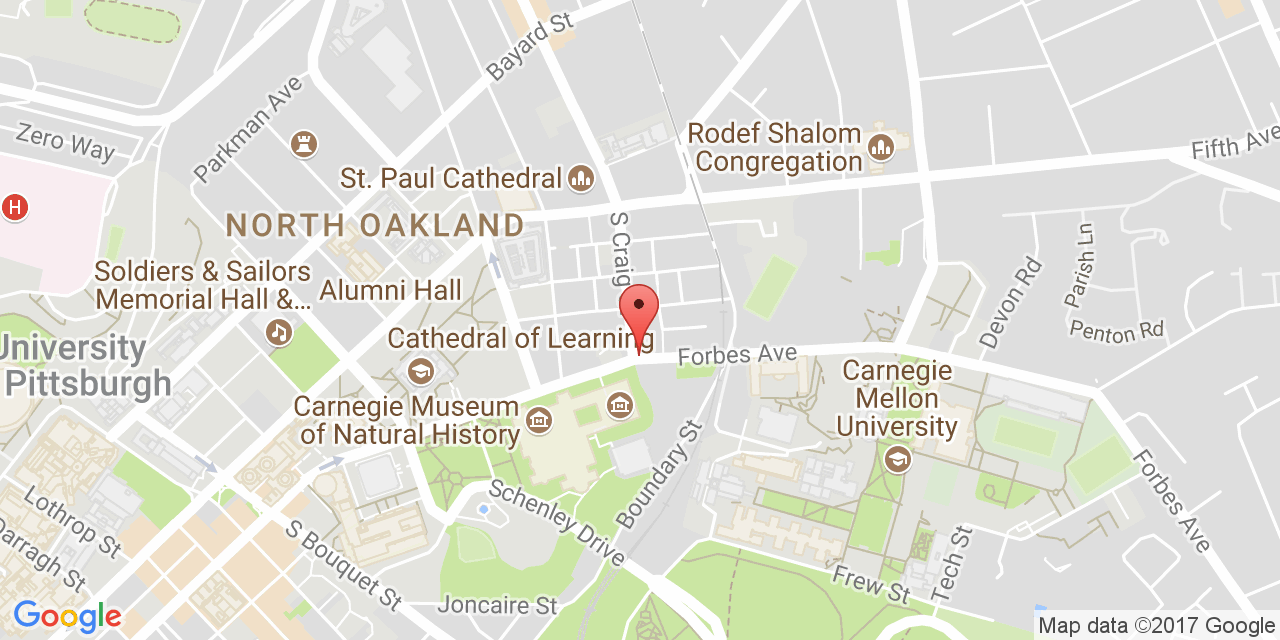 Bayard St
Parkman Ave
Zero Way
Rodef Shalom
Congregation
Fifth Ave
H
St. Paul Cathedral
NORTH OAKLAND
S Craig
Soldiers & Sailors
Memorial Hall &...
Alumni Hall
Parish Ln
Devon Rd
Penton Rd
Cathedral of Learning
University
Pittsburgh
Forbes Ave
Carnegie
Mellon
University
Carnegie Museum
of Natural History
Boundary St
Schenley Drive
Forbes Ave
Lothrop St
Darragh St
S Bouquet St
Joncaire St
Frew St
Tech St
Google
Map data ©2017 Google